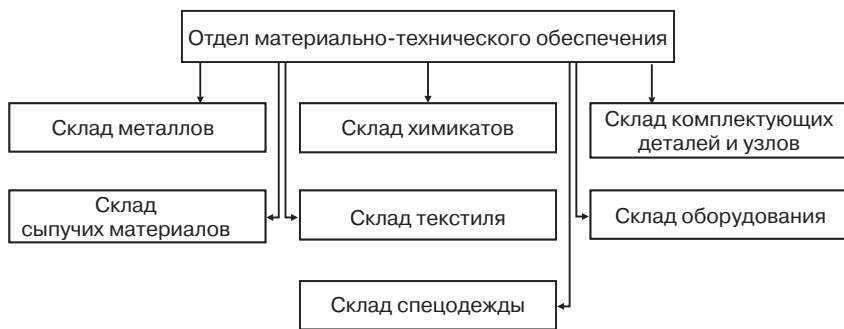 Отдел материально-технического обеспечения
Склад металлов
Склад химикатов
Склад комплектующих
деталей и узлов
Склад
сыпучих материалов
Склад текстиля
Склад оборудования
Склад спецодежды